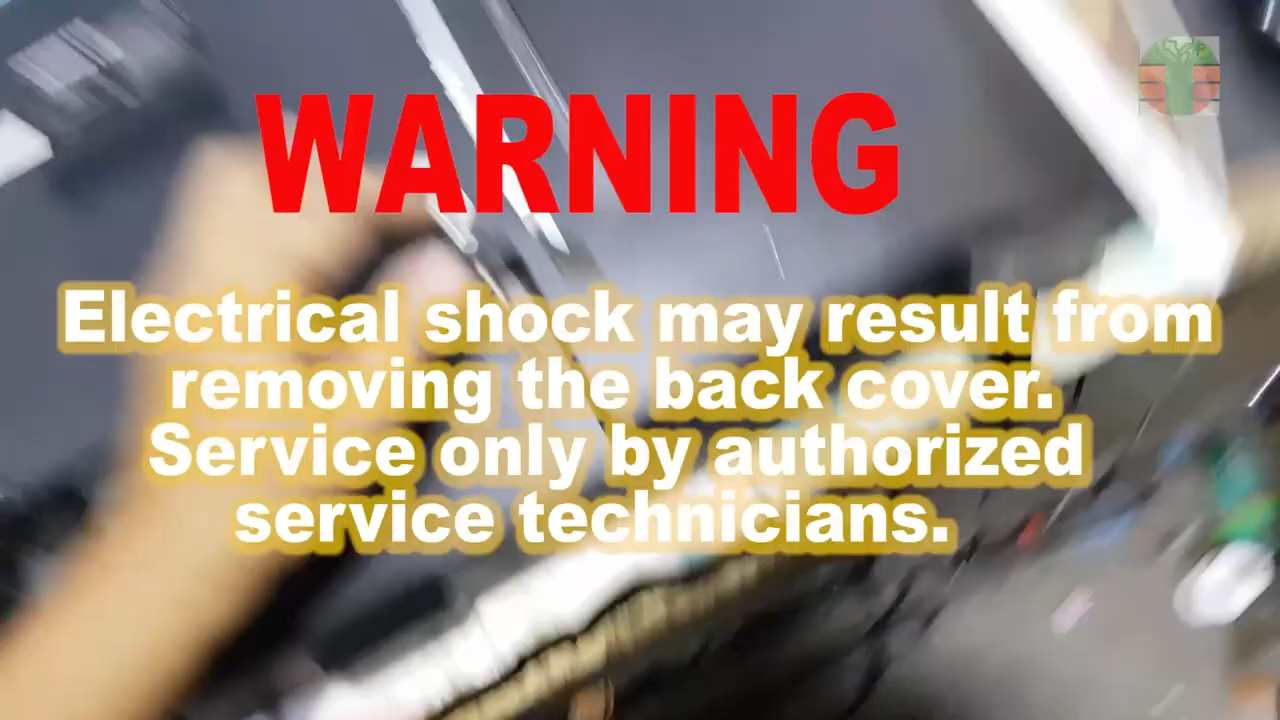 WARNING
Electrical shock may result from
removing the back cover.
Service only by authorized
service technicians.